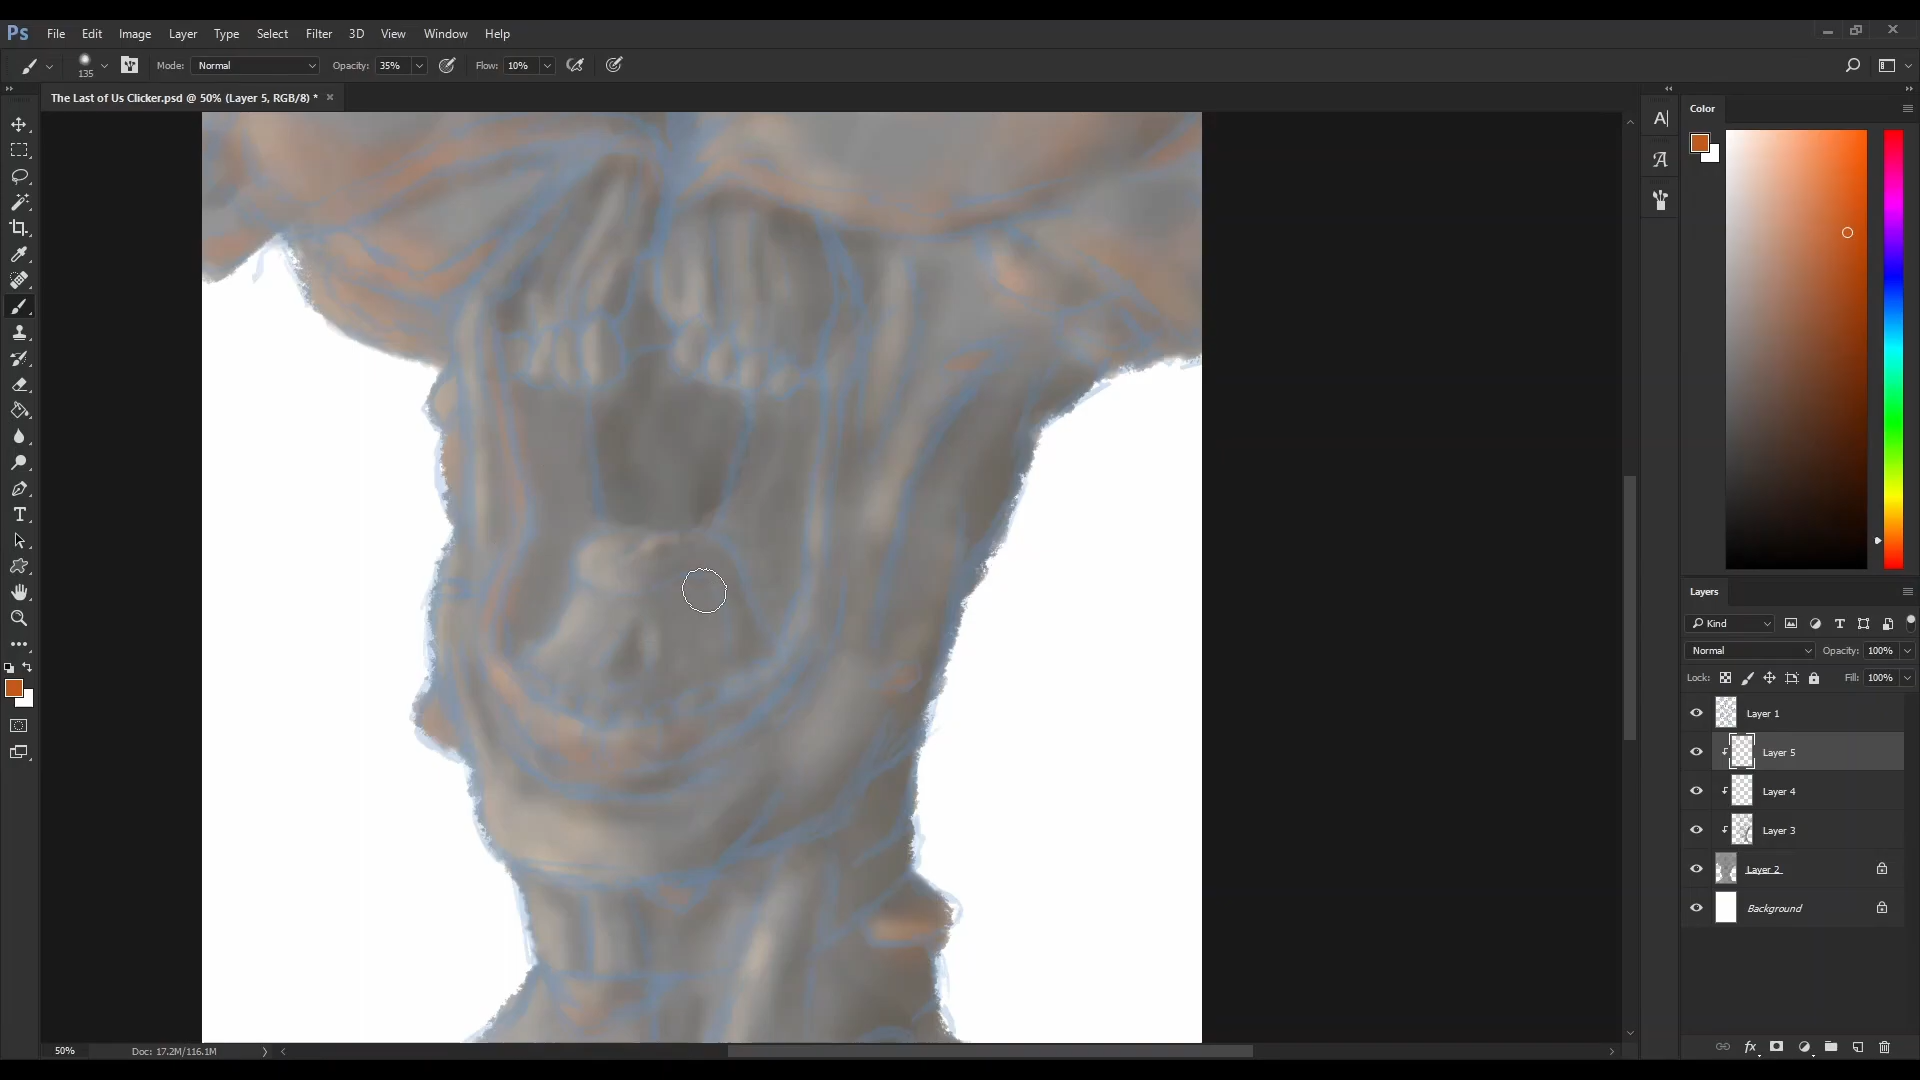 Ps File Edit Image Layer Type Select Filter 3D View Window Help
135 Mode: Normal Opacity: 35% Flow: 10%
The Last of Us Clicker.psd @ 50% (Layer 5, RGB/8) *
Color
Layers
Kind
Normal Opacity: 100%
Lock: Fill: 100%
Layer 1
Layer 5
Layer 4
Layer 3
Layer 2
Background
50% Doc: 17.2M/116.1M